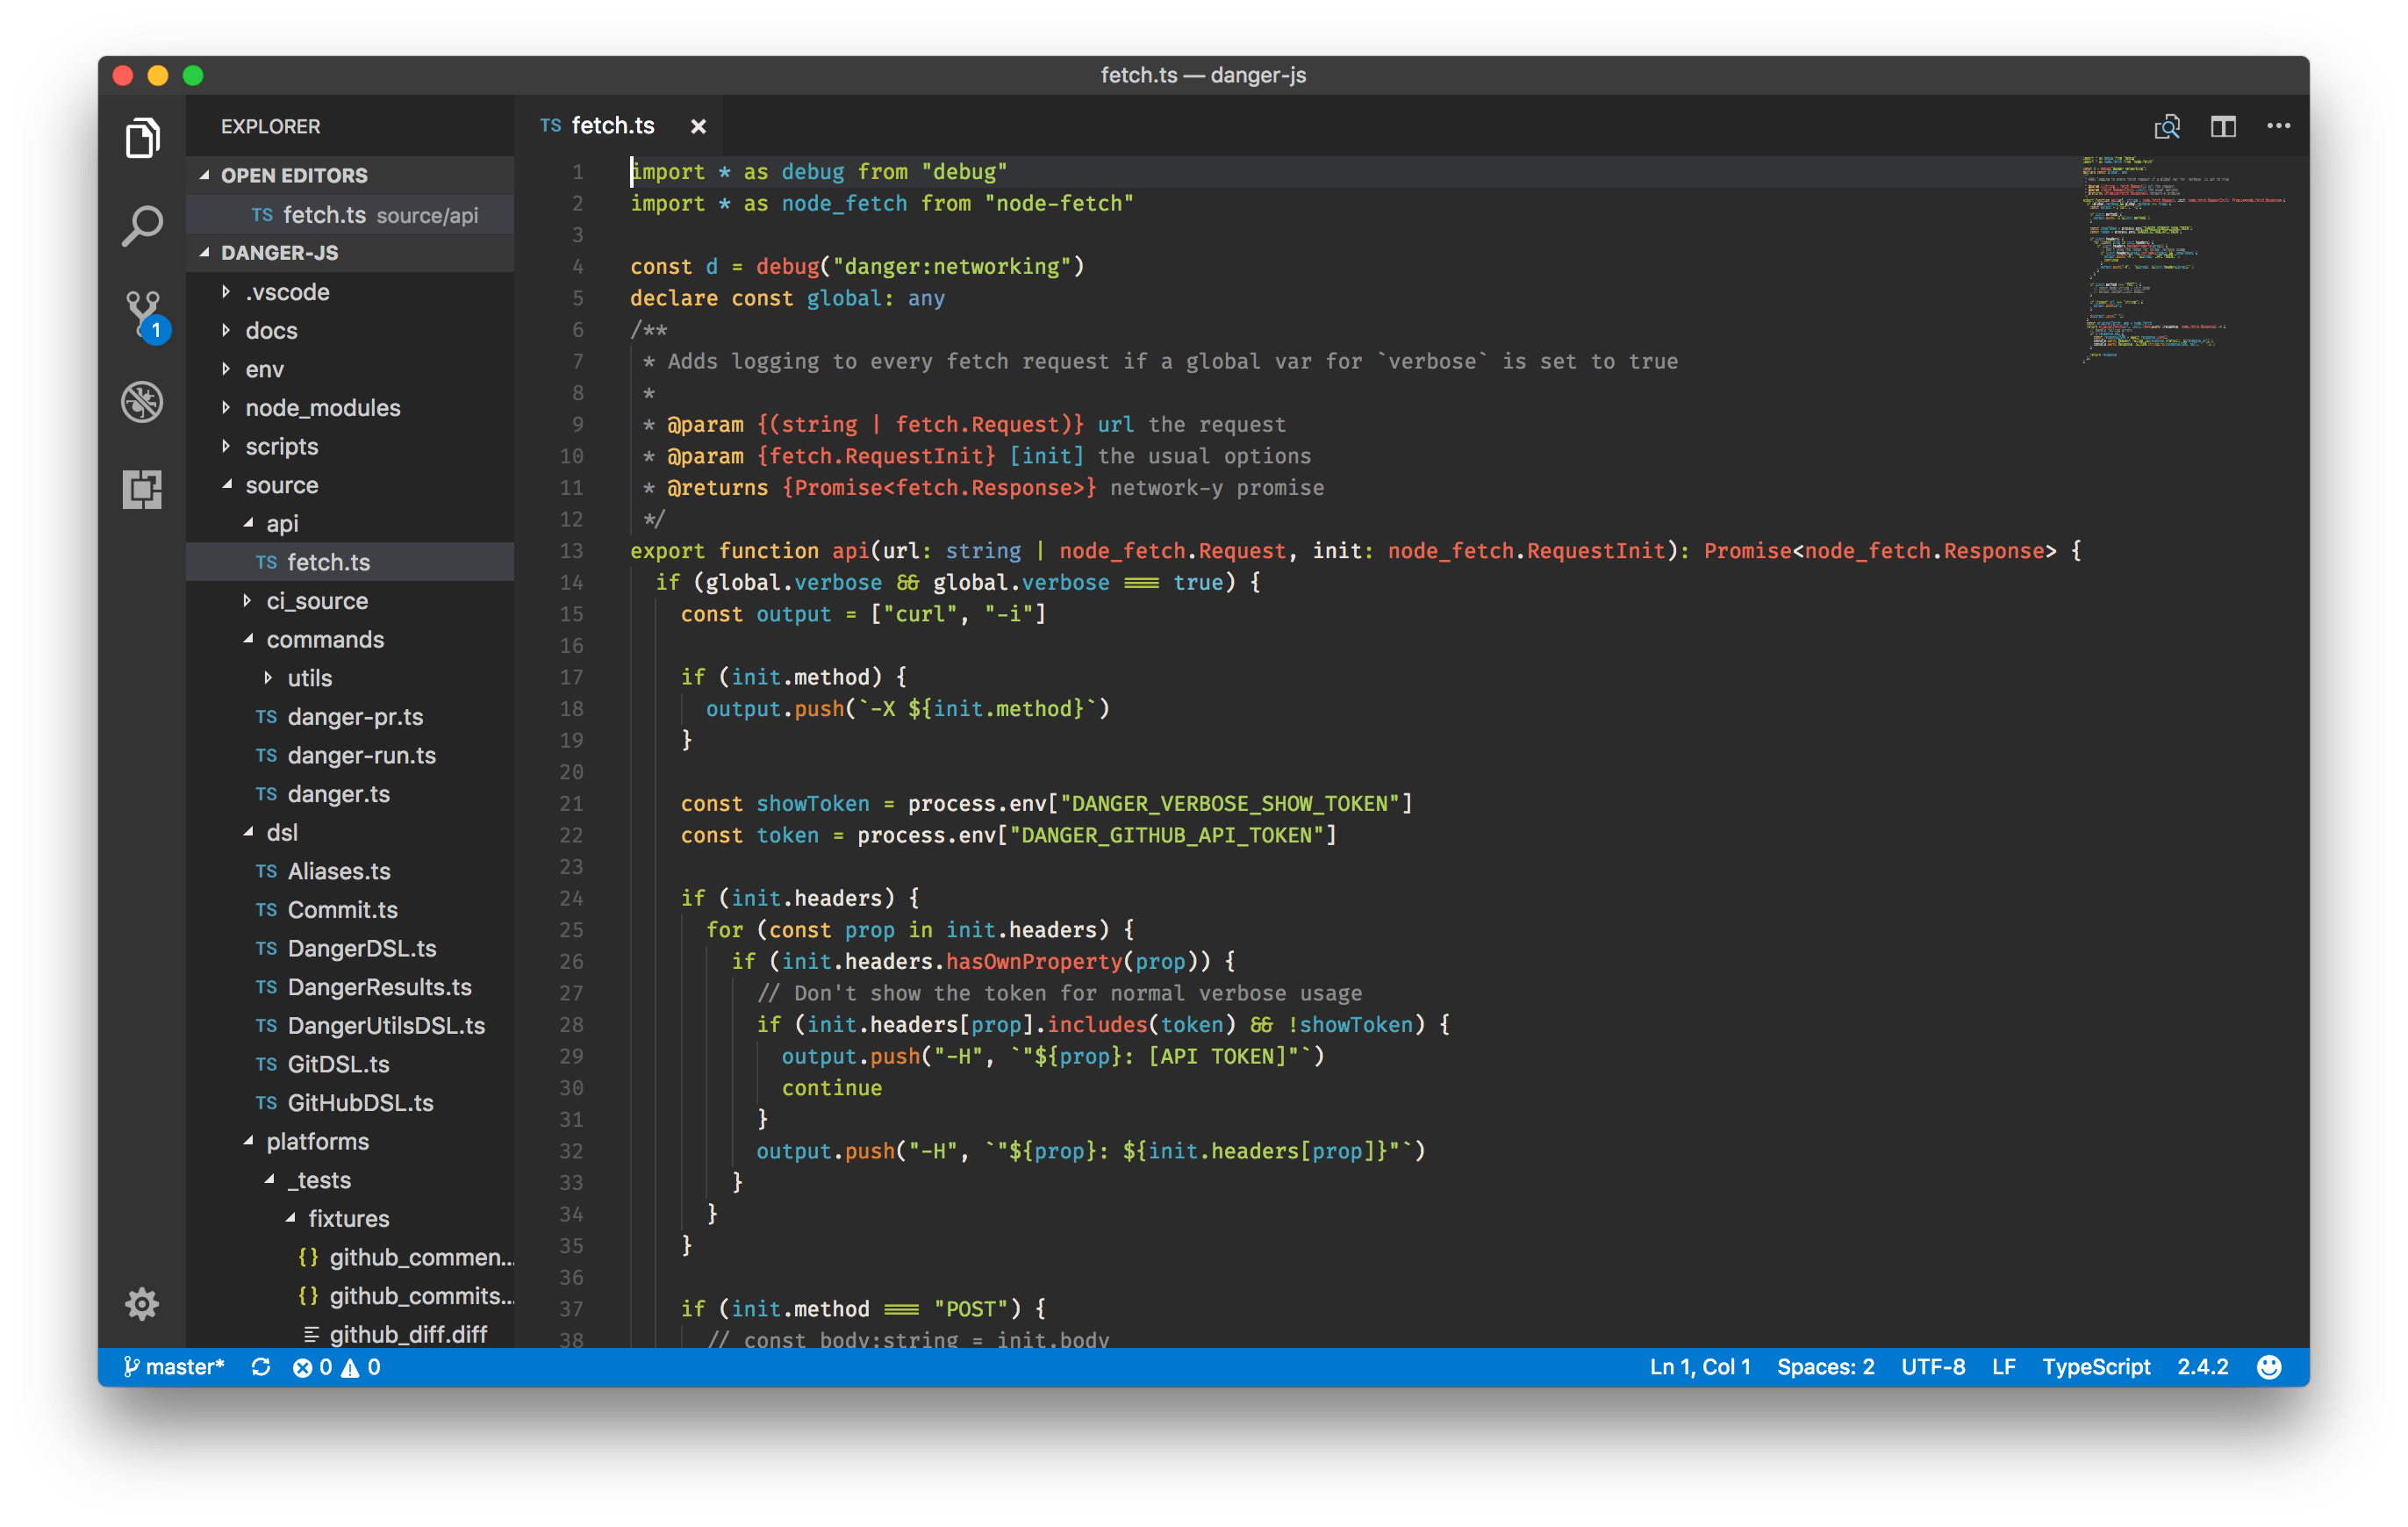 fetch.ts — danger-js
EXPLORER
OPEN EDITORS
TS fetch.ts source/api
DANGER-JS
.vscode
docs
env
node_modules
scripts
source
api
TS fetch.ts
ci_source
commands
utils
TS danger-pr.ts
TS danger-run.ts
TS danger.ts
dsl
TS Aliases.ts
TS Commit.ts
TS DangerDSL.ts
TS DangerResults.ts
TS DangerUtilsDSL.ts
TS GitDSL.ts
TS GitHubDSL.ts
platforms
_tests
fixtures
{} github_commen...
{} github_commits...
github_diff.diff
1
TS fetch.ts ×
1 import * as debug from "debug"
2 import * as node_fetch from "node-fetch"
3
4 const d = debug("danger:networking")
5 declare const global: any
6 /**
7 * Adds logging to every fetch request if a global var for `verbose` is set to true
8 *
9 * @param {(string | fetch.Request)} url the request
10 * @param {fetch.RequestInit} [init] the usual options
11 * @returns {Promise<fetch.Response>} network-y promise
12 */
13 export function api(url: string | node_fetch.Request, init: node_fetch.RequestInit): Promise<node_fetch.Response> {
14 if (global.verbose && global.verbose === true) {
15 const output = ["curl", "-i"]
16
17 if (init.method) {
18 output.push(`-X ${init.method}`)
19 }
20
21 const showToken = process.env["DANGER_VERBOSE_SHOW_TOKEN"]
22 const token = process.env["DANGER_GITHUB_API_TOKEN"]
23
24 if (init.headers) {
25 for (const prop in init.headers) {
26 if (init.headers.hasOwnProperty(prop)) {
27 // Don't show the token for normal verbose usage
28 if (init.headers[prop].includes(token) && !showToken) {
29 output.push("-H", `"${prop}: [API TOKEN]"`)
30 continue
31 }
32 output.push("-H", `"${prop}: ${init.headers[prop]}"`)
33 }
34 }
35 }
36
37 if (init.method === "POST") {
38 // const body:string = init.body
master* 0 0 Ln 1, Col 1 Spaces: 2 UTF-8 LF TypeScript 2.4.2